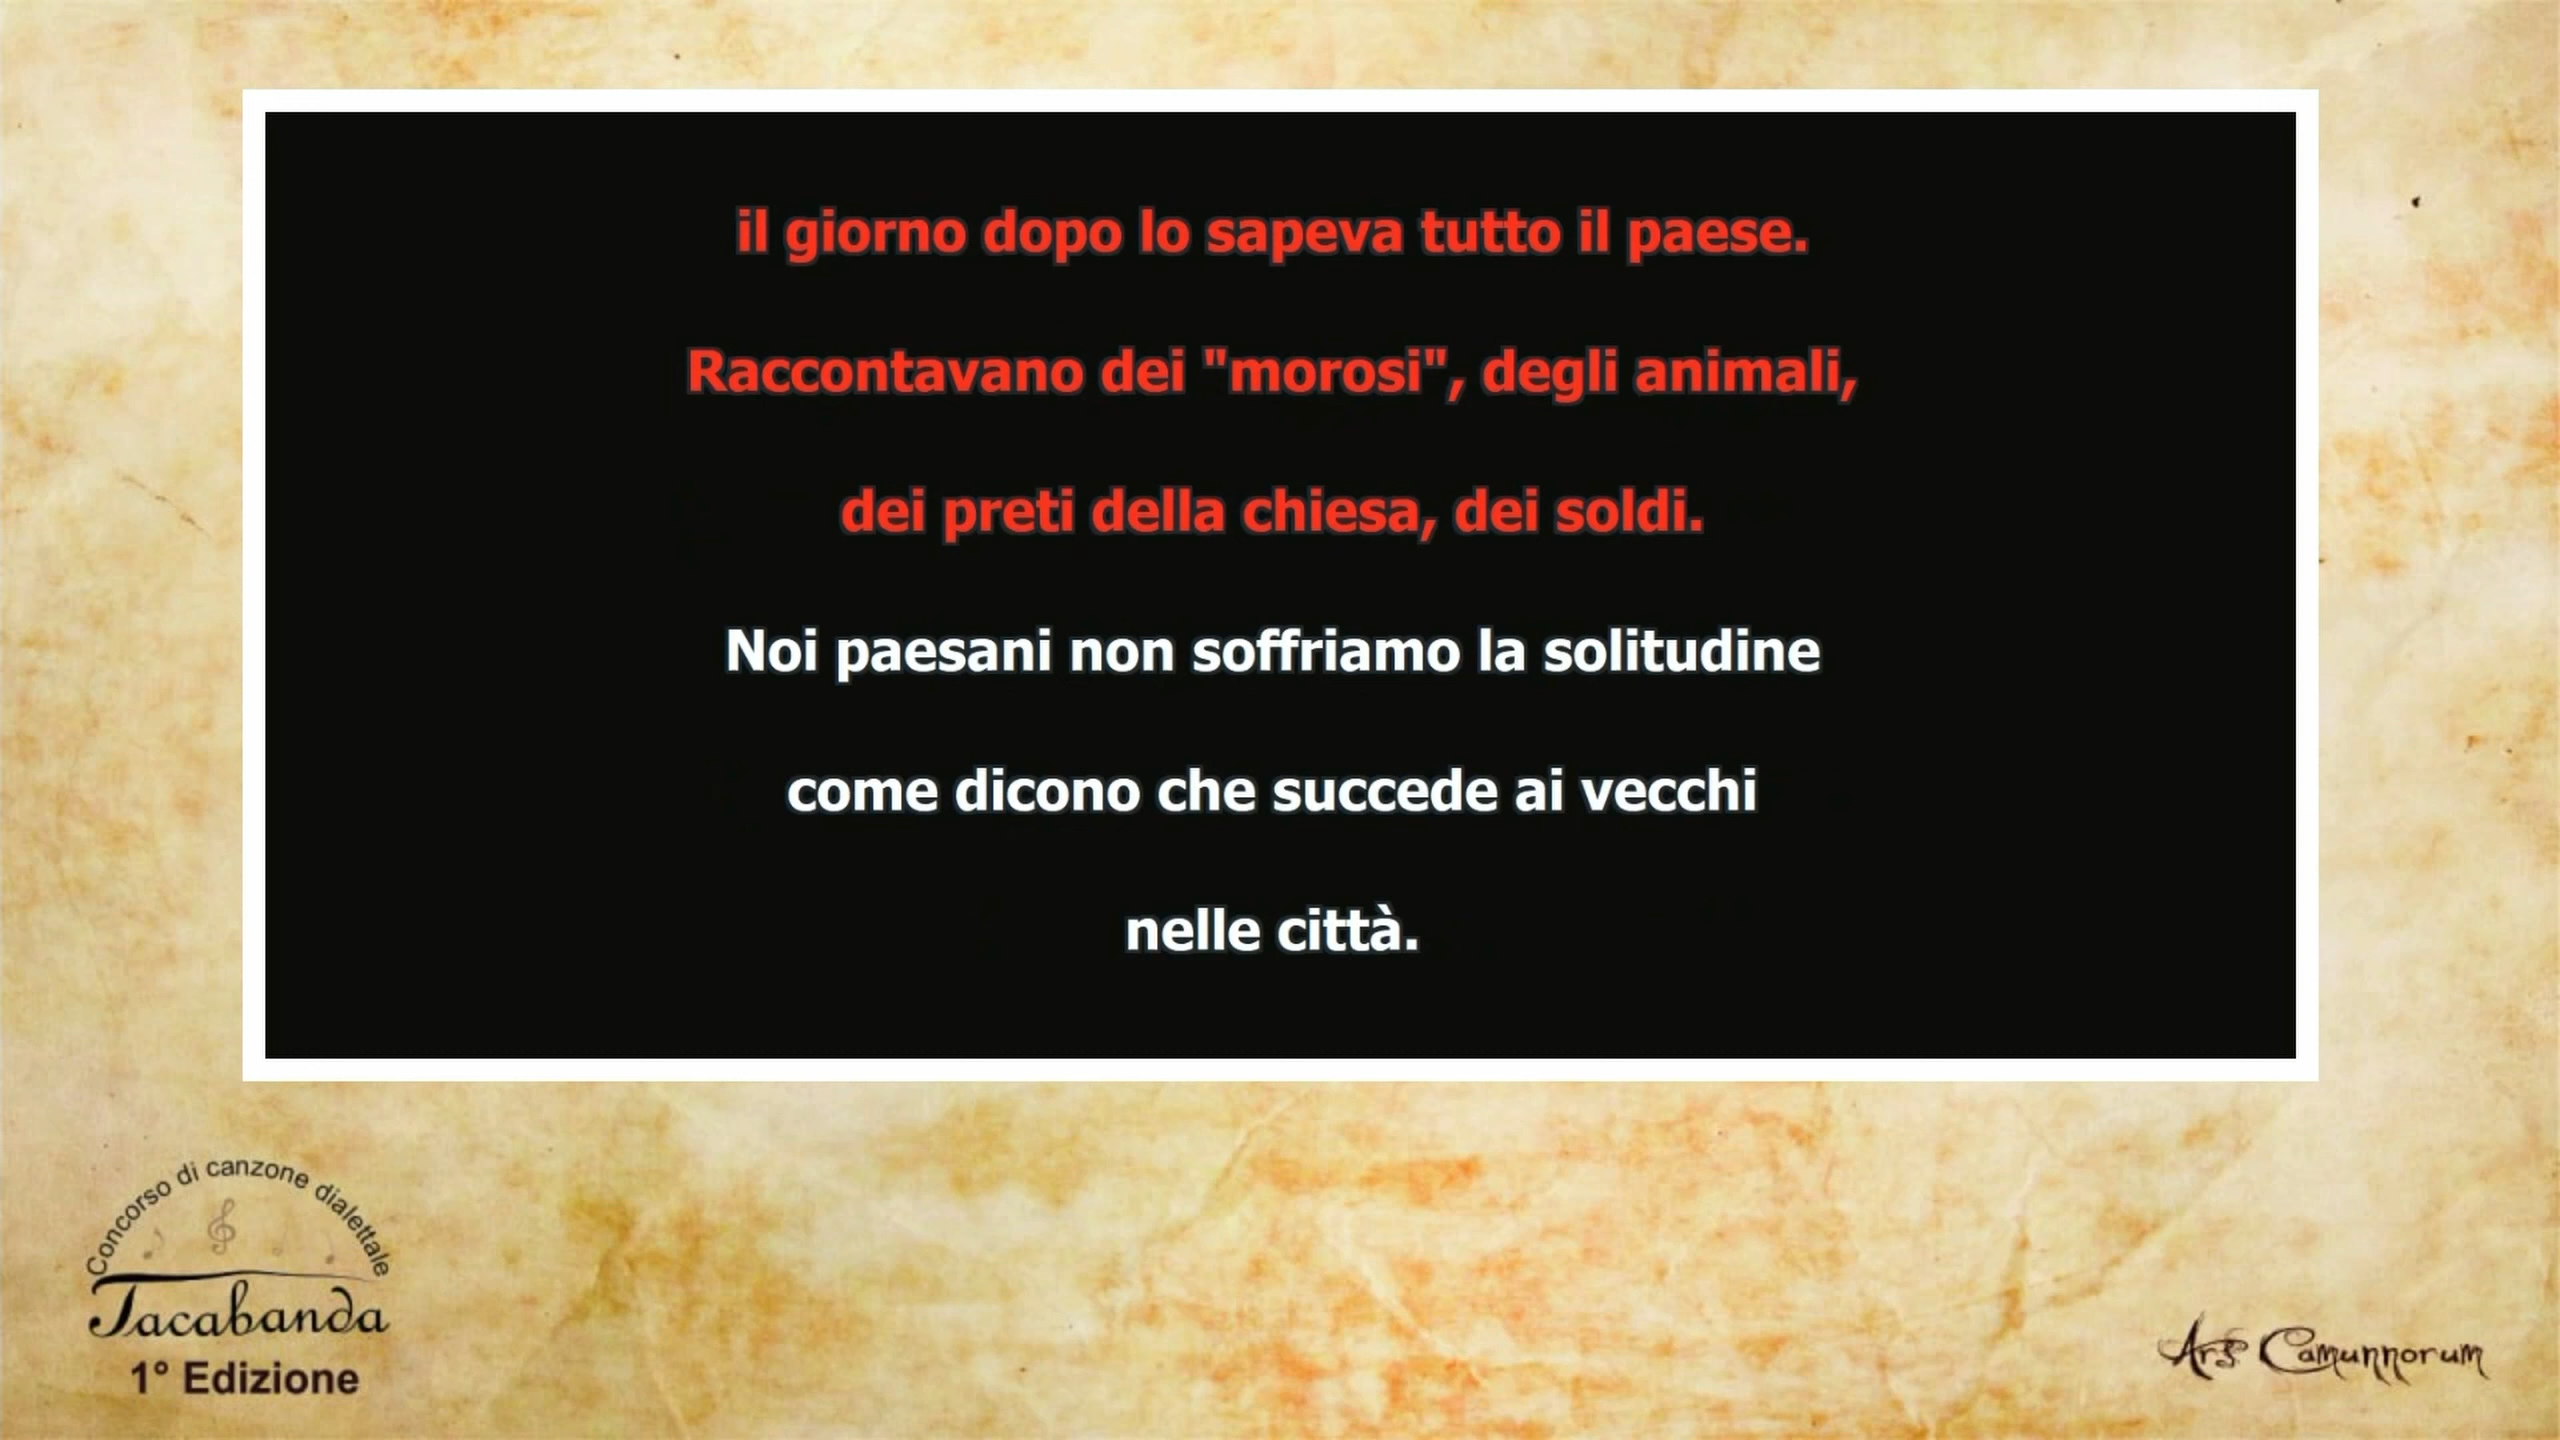 il giorno dopo lo sapeva tutto il paese.
Raccontavano dei "morosi", degli animali,
dei preti della chiesa, dei soldi.
Noi paesani non soffriamo la solitudine
come dicono che succede ai vecchi
nelle città.
Concorso di canzone dialettale
Tacabanda
1° Edizione
Ars Camunnorum